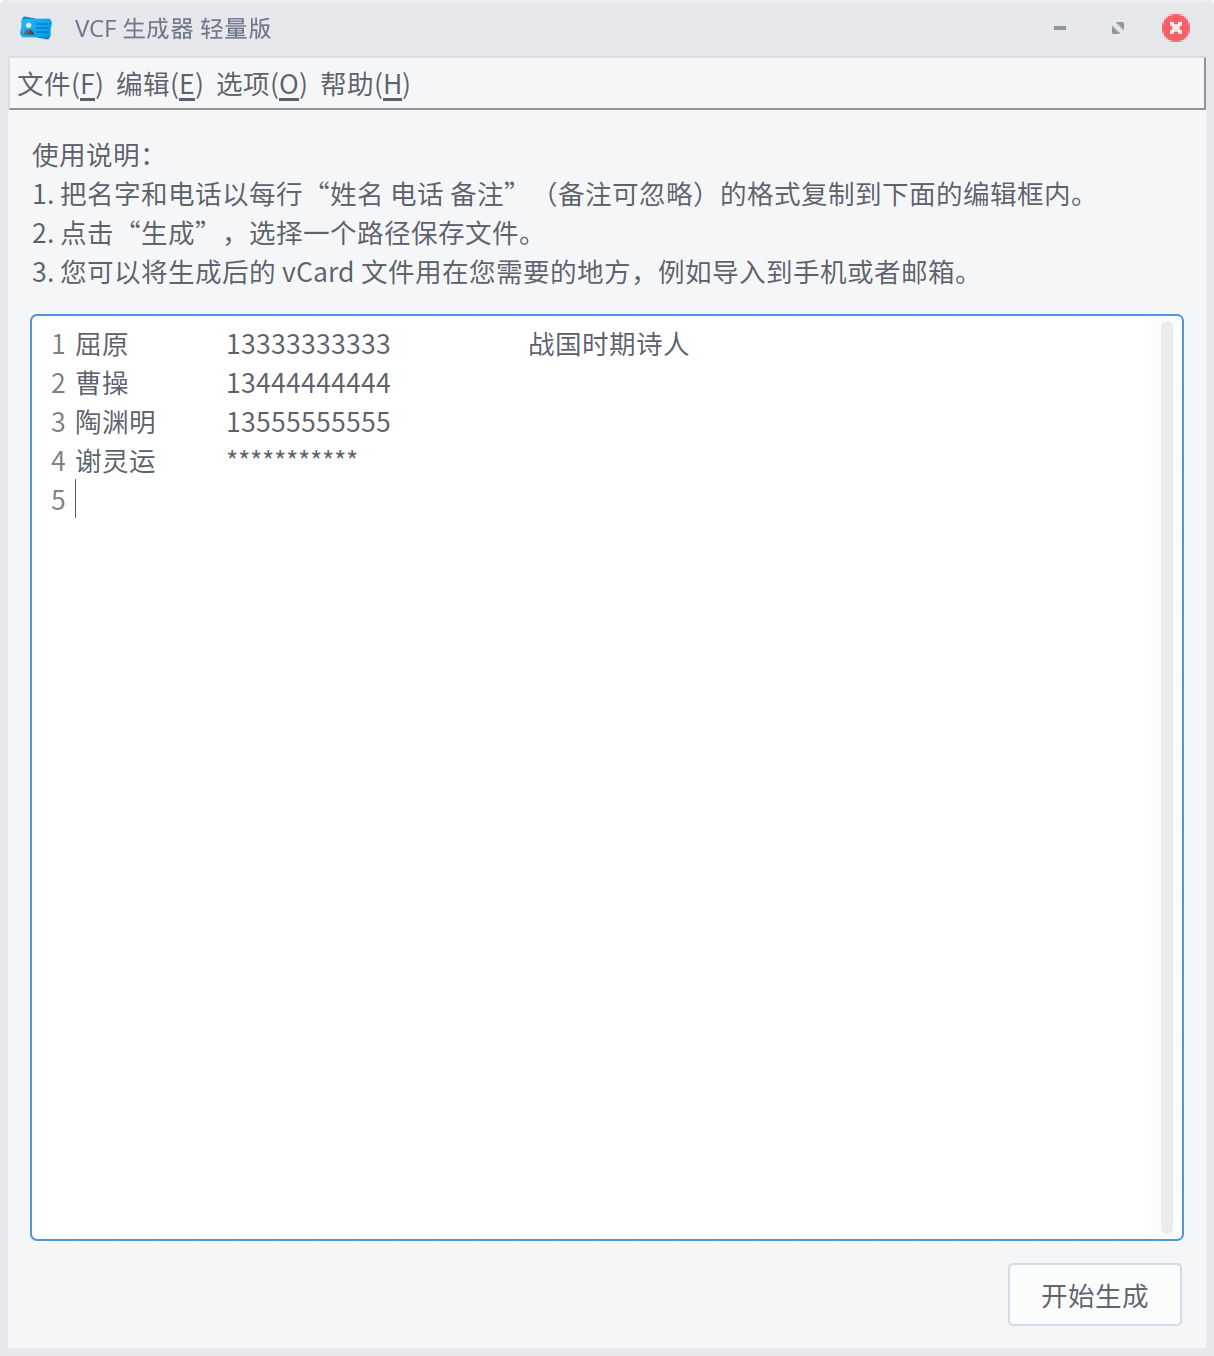 VCF 生成器 轻量版
文件(F) 编辑(E) 选项(O) 帮助(H)
使用说明：
1. 把名字和电话以每行“姓名 电话 备注”（备注可忽略）的格式复制到下面的编辑框内。
2. 点击“生成”，选择一个路径保存文件。
3. 您可以将生成后的 vCard 文件用在您需要的地方，例如导入到手机或者邮箱。
1 屈原 13333333333 战国时期诗人
2 曹操 13444444444
3 陶渊明 13555555555
4 谢灵运 ***********
5
开始生成